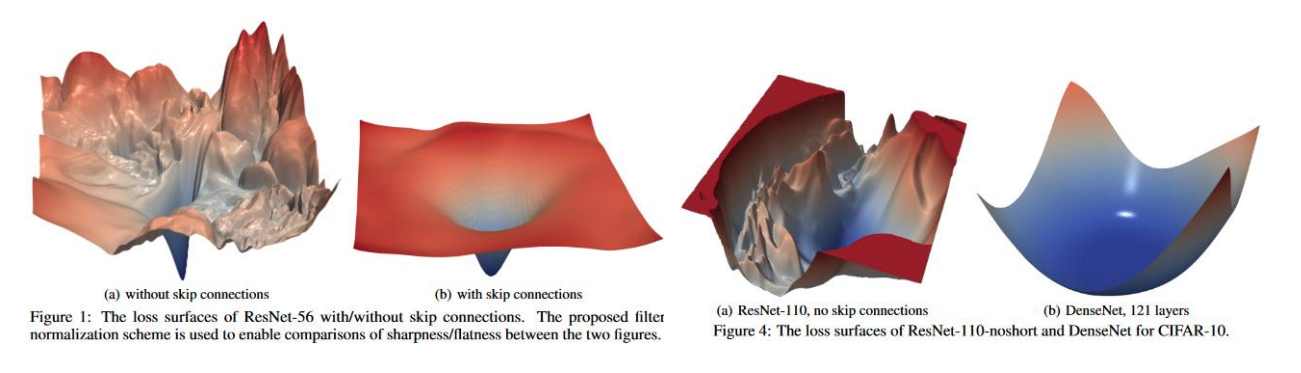 (a) without skip connections
(b) with skip connections
Figure 1: The loss surfaces of ResNet-56 with/without skip connections. The proposed filter
normalization scheme is used to enable comparisons of sharpness/flatness between the two figures.
(a) ResNet-110, no skip connections
(b) DenseNet, 121 layers
Figure 4: The loss surfaces of ResNet-110-noshort and DenseNet for CIFAR-10.